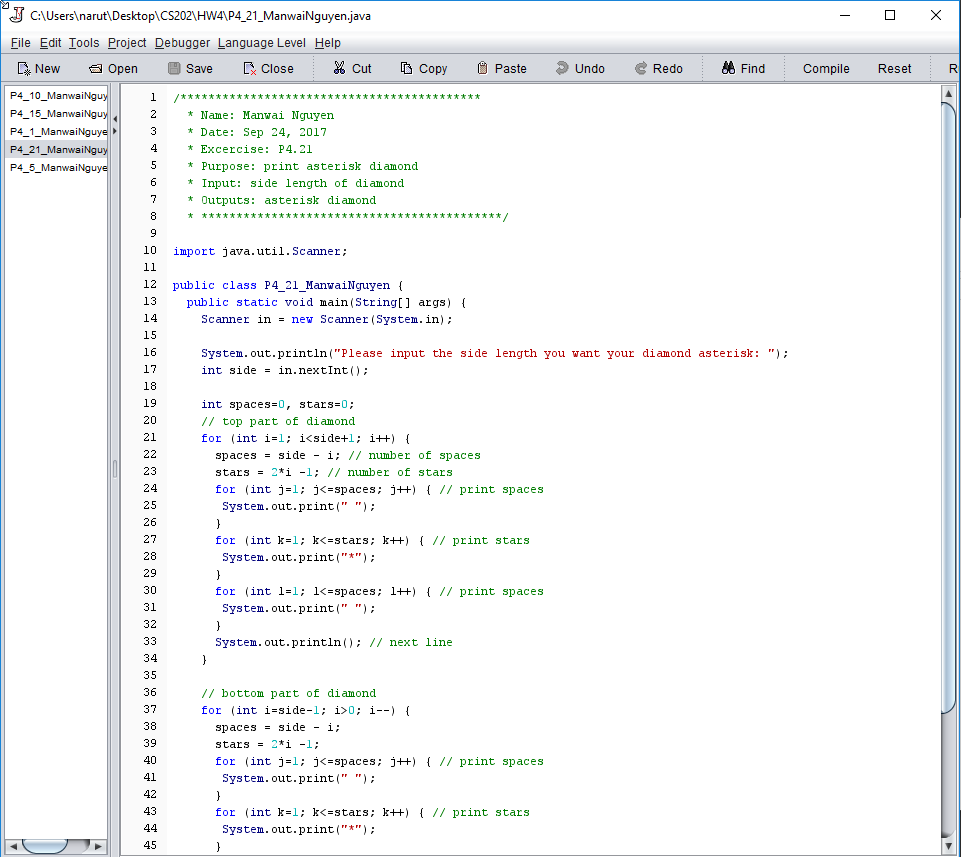 C:\Users\narut\Desktop\CS202\HW4\P4_21_ManwaiNguyen.java
File Edit Tools Project Debugger Language Level Help
New Open Save Close Cut Copy Paste Undo Redo Find Compile Reset R
P4_10_ManwaiNguy
P4_15_ManwaiNguy
P4_1_ManwaiNguye
P4_21_ManwaiNguy
P4_5_ManwaiNguye
1 /*******************************************
2 * Name: Manwai Nguyen
3 * Date: Sep 24, 2017
4 * Excercise: P4.21
5 * Purpose: print asterisk diamond
6 * Input: side length of diamond
7 * Outputs: asterisk diamond
8 * *******************************************/
9
10 import java.util.Scanner;
11
12 public class P4_21_ManwaiNguyen {
13 public static void main(String[] args) {
14 Scanner in = new Scanner(System.in);
15
16 System.out.println("Please input the side length you want your diamond asterisk: ");
17 int side = in.nextInt();
18
19 int spaces=0, stars=0;
20 // top part of diamond
21 for (int i=1; i<side+1; i++) {
22 spaces = side - i; // number of spaces
23 stars = 2*i -1; // number of stars
24 for (int j=1; j<=spaces; j++) { // print spaces
25 System.out.print(" ");
26 }
27 for (int k=1; k<=stars; k++) { // print stars
28 System.out.print("*");
29 }
30 for (int l=1; l<=spaces; l++) { // print spaces
31 System.out.print(" ");
32 }
33 System.out.println(); // next line
34 }
35
36 // bottom part of diamond
37 for (int i=side-1; i>0; i--) {
38 spaces = side - i;
39 stars = 2*i -1;
40 for (int j=1; j<=spaces; j++) { // print spaces
41 System.out.print(" ");
42 }
43 for (int k=1; k<=stars; k++) { // print stars
44 System.out.print("*");
45 }